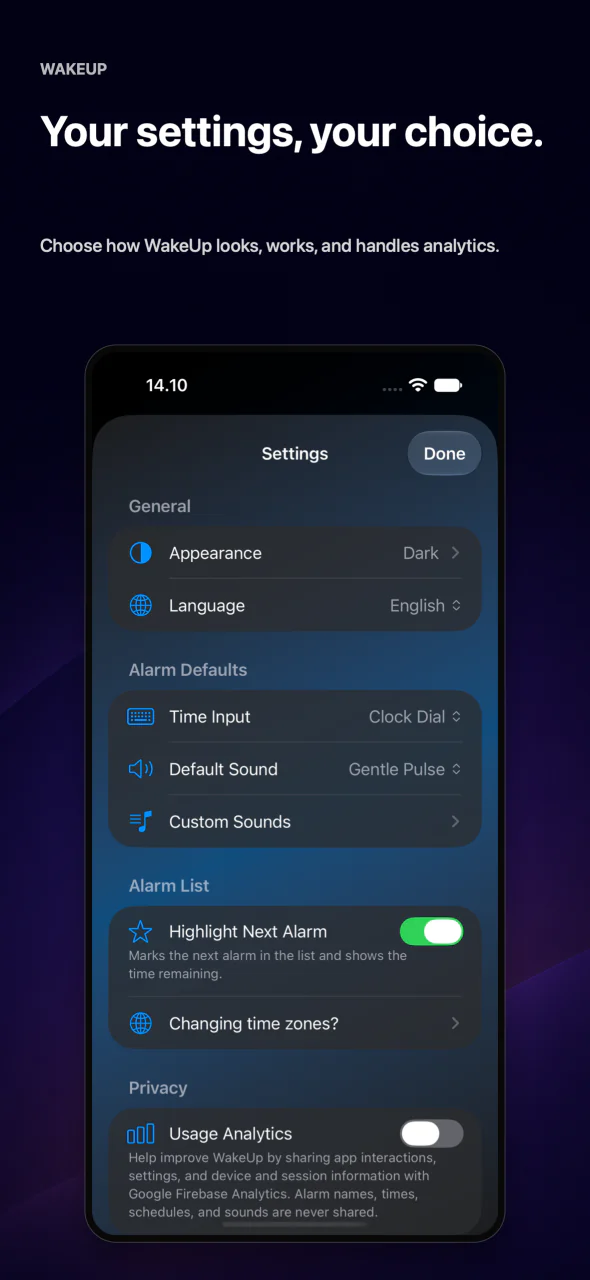 WAKEUP
Your settings, your choice.
Choose how WakeUp looks, works, and handles analytics.
14.10
Settings
Done
General
Appearance
Dark
Language
English
Alarm Defaults
Time Input
Clock Dial
Default Sound
Gentle Pulse
Custom Sounds
Alarm List
Highlight Next Alarm
Marks the next alarm in the list and shows the
time remaining.
Changing time zones?
Privacy
Usage Analytics
Help improve WakeUp by sharing app interactions,
settings, and device and session information with
Google Firebase Analytics. Alarm names, times,
schedules, and sounds are never shared.